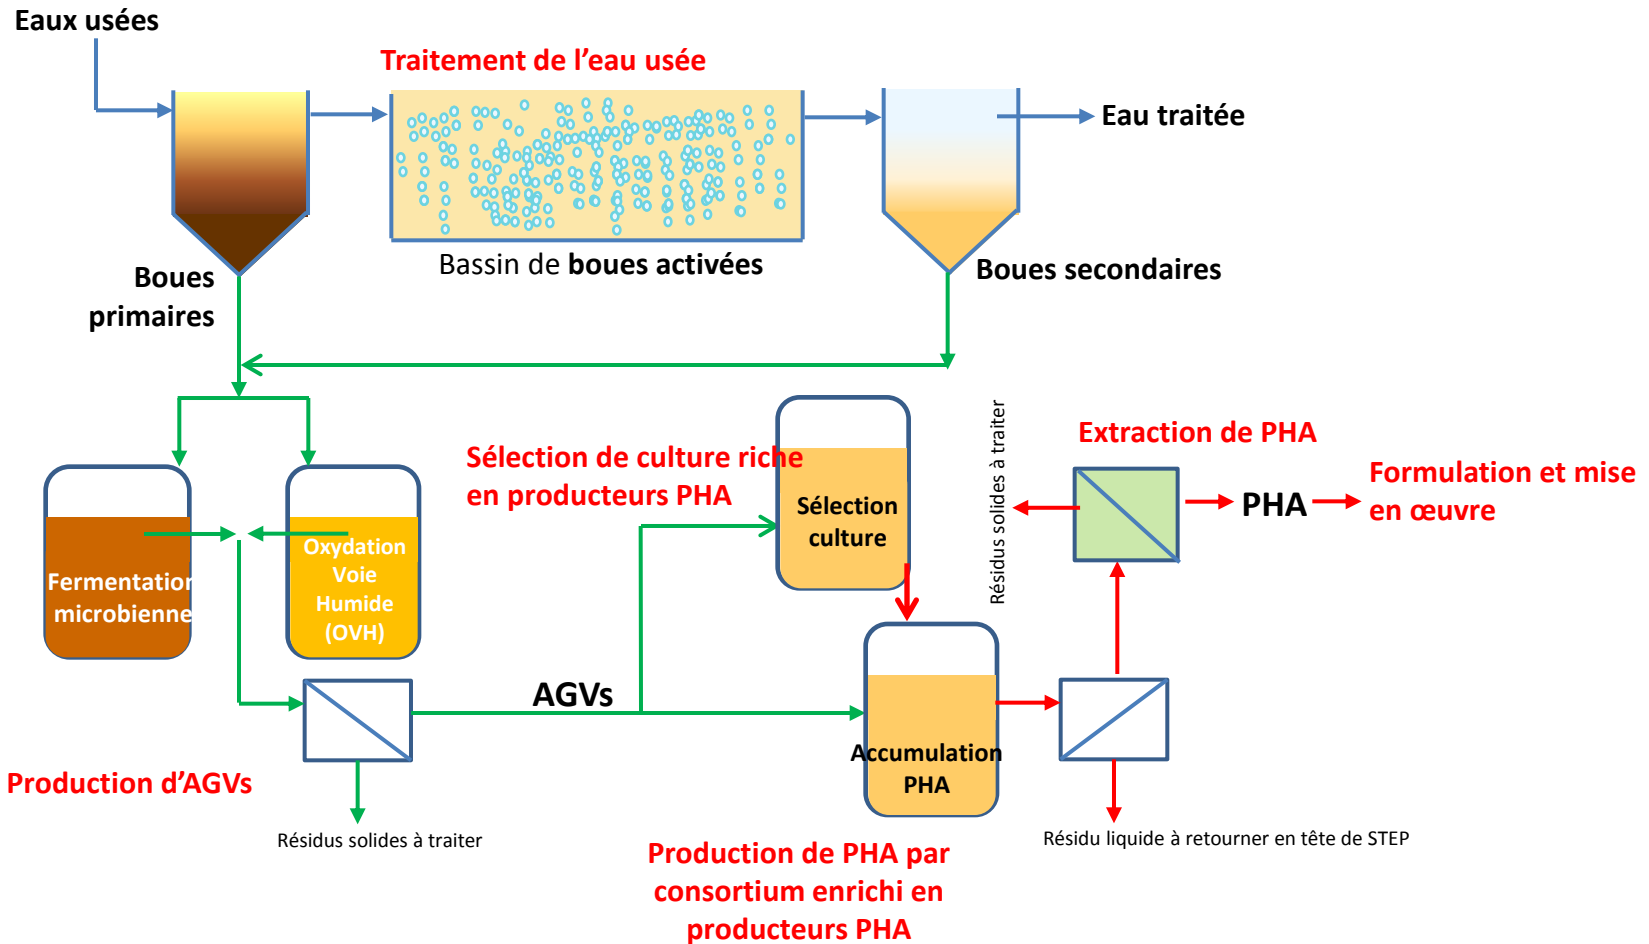 Eaux usées
Traitement de l'eau usée
Eau traitée
Bassin de boues activées
Boues secondaires
Boues
primaires
Sélection de culture riche
en producteurs PHA
Sélection
culture
Résidus solides à traiter
Extraction de PHA
PHA
Formulation et mise
en œuvre
Fermentation
microbienne
Oxydation
Voie
Humide
(OVH)
AGVs
Accumulation
PHA
Production d'AGVs
Résidus solides à traiter
Résidu liquide à retourner en tête de STEP
Production de PHA par
consortium enrichi en
producteurs PHA